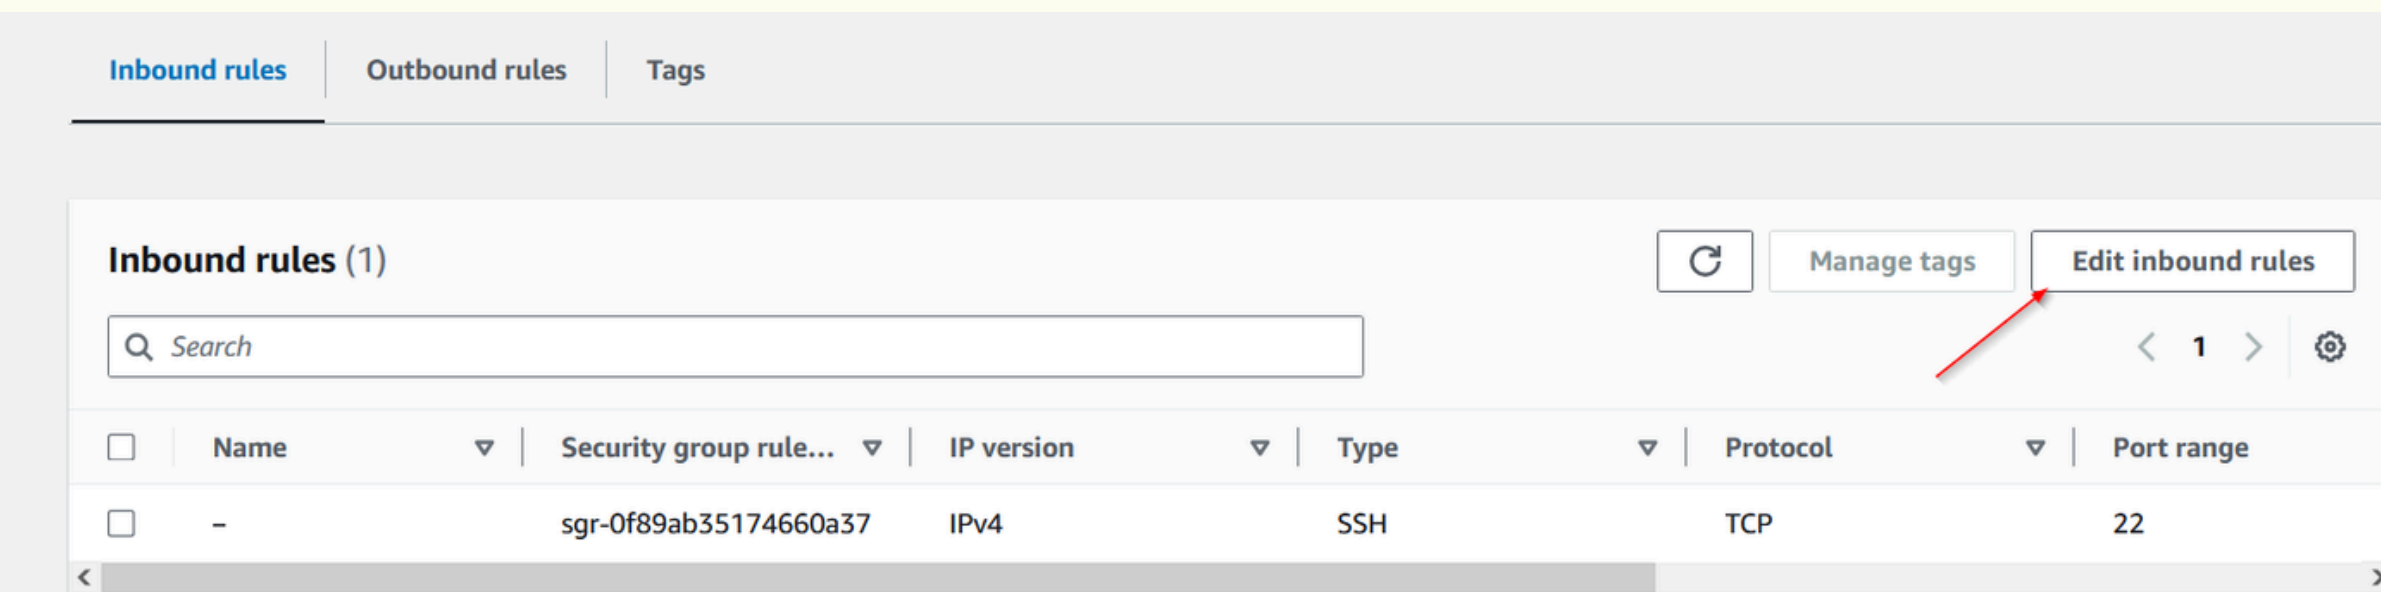 Inbound rules Outbound rules Tags
Inbound rules (1) Manage tags Edit inbound rules
Search 1
Name Security group rule... IP version Type Protocol Port range
– sgr-0f89ab35174660a37 IPv4 SSH TCP 22